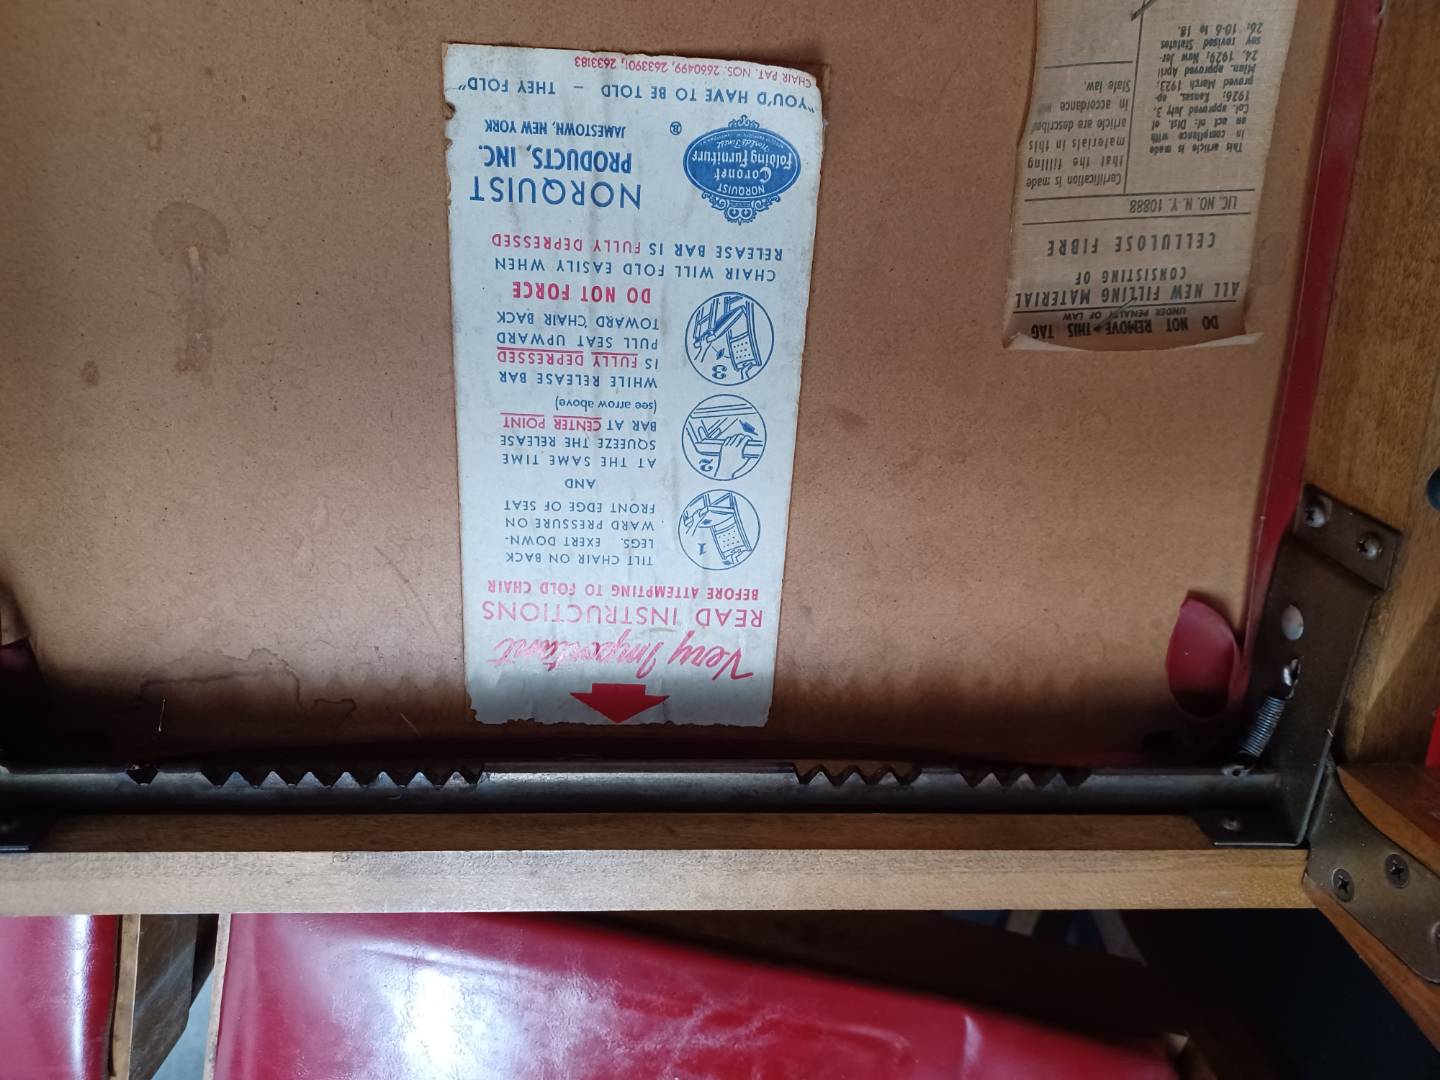 Very Important
READ INSTRUCTIONS
BEFORE ATTEMPTING TO FOLD CHAIR
1
TILT CHAIR ON BACK
LEGS. EXERT DOWN-
WARD PRESSURE ON
FRONT EDGE OF SEAT
AND
2
AT THE SAME TIME
SQUEEZE THE RELEASE
BAR AT CENTER POINT
(see arrow above)
3
WHILE RELEASE BAR
IS FULLY DEPRESSED
PULL SEAT UPWARD
TOWARD CHAIR BACK
DO NOT FORCE
CHAIR WILL FOLD EASILY WHEN
RELEASE BAR IS FULLY DEPRESSED
NORQUIST
Coronet
Folding Furniture
World's Finest
®
NORQUIST
PRODUCTS, INC.
JAMESTOWN, NEW YORK
"YOU'D HAVE TO BE TOLD - THEY FOLD"
CHAIR PAT. NOS. 2660499, 2633901, 2633183
DO NOT REMOVE THIS TAG
UNDER PENALTY OF LAW
ALL NEW FILLING MATERIAL
CONSISTING OF
CELLULOSE FIBRE
LIC. NO. N. Y. 10888
Certification is made
that the filling
materials in this
article are described
in accordance with
State law.
This article is made
in compliance with
an act of: Dist. of
Col. approved July 3,
1926; Kansas, ap-
proved March 1923;
Minn. approved April
24, 1929; New Jer-
sey revised Statutes
26; 10-6 to 18.